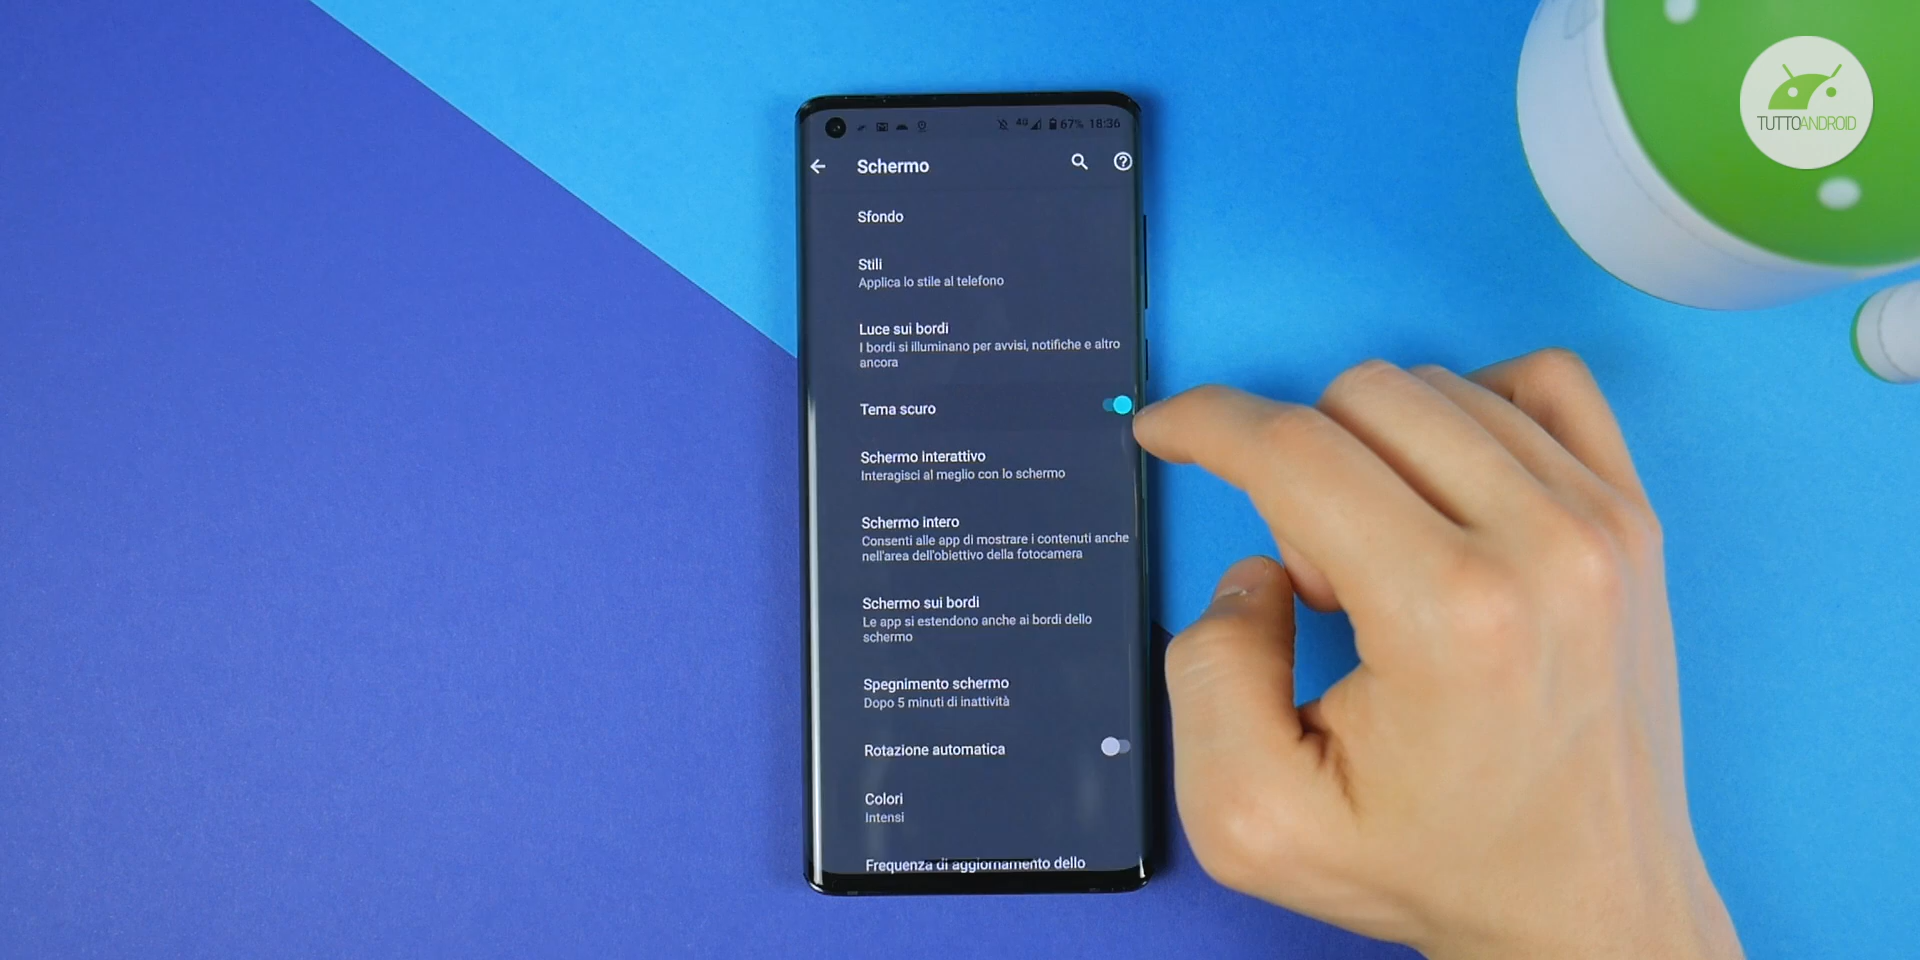 TUTTOANDROID
4G 67% 18:36
Schermo
Sfondo
Stili
Applica lo stile al telefono
Luce sui bordi
I bordi si illuminano per avvisi, notifiche e altro
ancora
Tema scuro
Schermo interattivo
Interagisci al meglio con lo schermo
Schermo intero
Consenti alle app di mostrare i contenuti anche
nell'area dell'obiettivo della fotocamera
Schermo sui bordi
Le app si estendono anche ai bordi dello
schermo
Spegnimento schermo
Dopo 5 minuti di inattività
Rotazione automatica
Colori
Intensi
Frequenza di aggiornamento dello